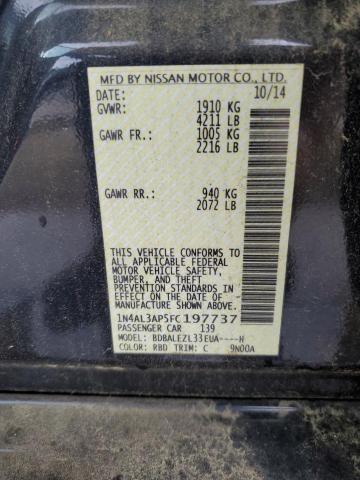 MFD BY NISSAN MOTOR CO., LTD.
DATE: 10/14
GVWR: 1910 KG
4211 LB
GAWR FR.: 1005 KG
2216 LB
GAWR RR.: 940 KG
2072 LB
THIS VEHICLE CONFORMS TO
ALL APPLICABLE FEDERAL
MOTOR VEHICLE SAFETY,
BUMPER, AND THEFT
PREVENTION STANDARDS IN
EFFECT ON THE DATE OF
MANUFACTURE SHOWN ABOVE.
1N4AL3AP5FC197737
PASSENGER CAR 139
MODEL: BDBALEZL33EUA----H
COLOR: RBD TRIM: C 9N00A